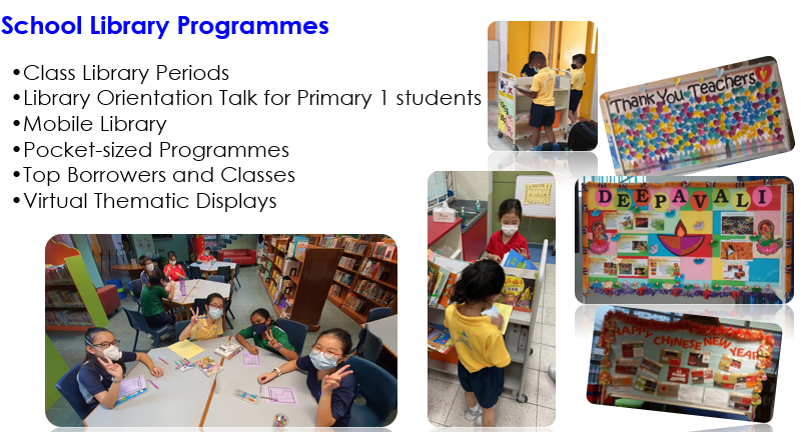 School Library Programmes
•Class Library Periods
•Library Orientation Talk for Primary 1 students
•Mobile Library
•Pocket-sized Programmes
•Top Borrowers and Classes
•Virtual Thematic Displays
Thank You Teachers
DEEPAVALI
HAPPY
CHINESE NEW YEAR